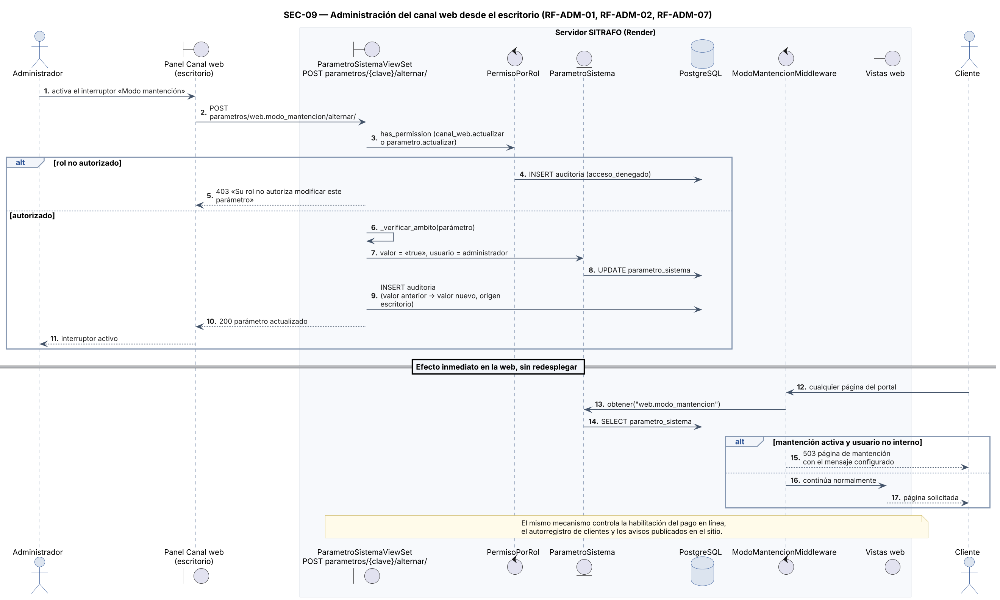 SEC-09 — Administración del canal web desde el escritorio (RF-ADM-01, RF-ADM-02, RF-ADM-07)
Servidor SITRAFO (Render)
Administrador
Panel Canal web
(escritorio)
ParametroSistemaViewSet
POST parametros/{clave}/alternar/
PermisoPorRol
ParametroSistema
PostgreSQL
ModoMantencionMiddleware
Vistas web
Cliente
1. activa el interruptor «Modo mantención»
2. POST
parametros/web.modo_mantencion/alternar/
3. has_permission (canal_web.actualizar
o parametro.actualizar)
alt [rol no autorizado]
4. INSERT auditoria (acceso_denegado)
5. 403 «Su rol no autoriza modificar este
parámetro»
[autorizado]
6. _verificar_ambito(parámetro)
7. valor = «true», usuario = administrador
8. UPDATE parametro_sistema
9. INSERT auditoria
(valor anterior → valor nuevo, origen
escritorio)
10. 200 parámetro actualizado
11. interruptor activo
Efecto inmediato en la web, sin redesplegar
12. cualquier página del portal
13. obtener("web.modo_mantencion")
14. SELECT parametro_sistema
alt [mantención activa y usuario no interno]
15. 503 página de mantención
con el mensaje configurado
16. continúa normalmente
17. página solicitada
El mismo mecanismo controla la habilitación del pago en línea,
el autorregistro de clientes y los avisos publicados en el sitio.
Administrador
Panel Canal web
(escritorio)
ParametroSistemaViewSet
POST parametros/{clave}/alternar/
PermisoPorRol
ParametroSistema
PostgreSQL
ModoMantencionMiddleware
Vistas web
Cliente